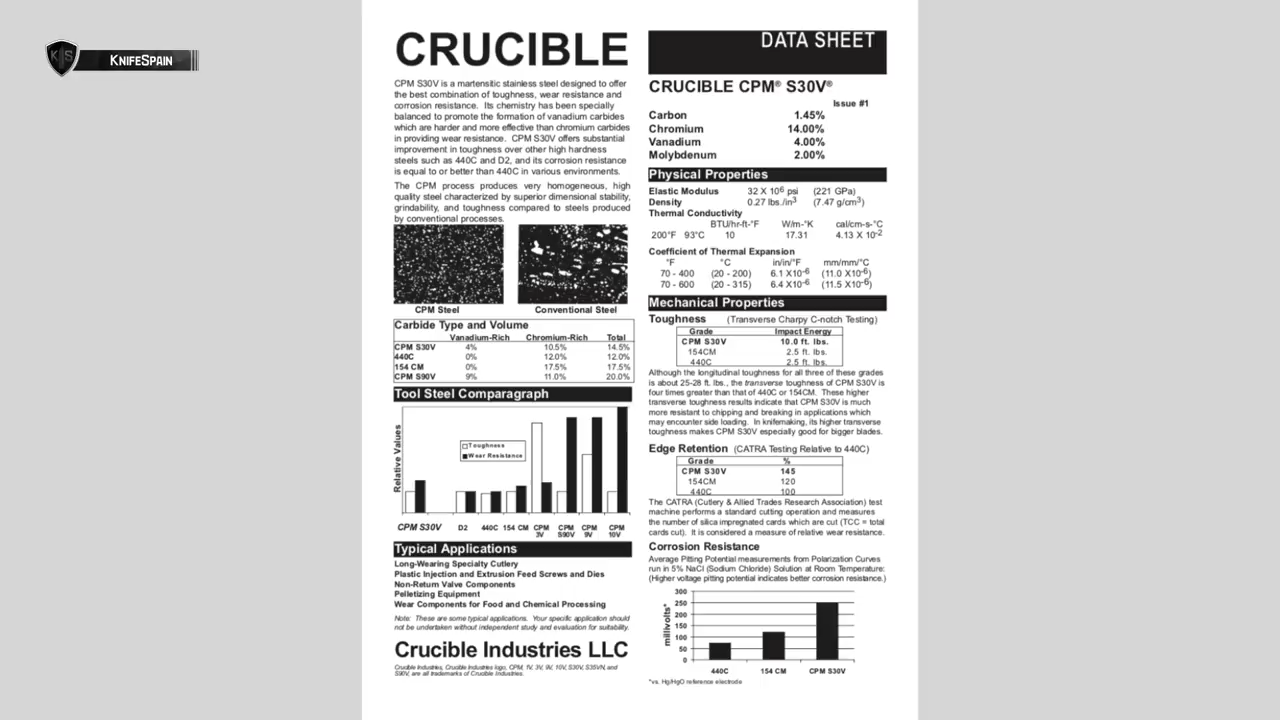 KNIFESPAIN
CRUCIBLE
CPM S30V is a martensitic stainless steel designed to offer
the best combination of toughness, wear resistance and
corrosion resistance. Its chemistry has been specially
balanced to promote the formation of vanadium carbides
which are harder and more effective than chromium carbides
in providing wear resistance. CPM S30V offers substantial
improvement in toughness over other high hardness
steels such as 440C and D2, and its corrosion resistance
is equal to or better than 440C in various environments.
The CPM process produces very homogeneous, high
quality steel characterized by superior dimensional stability,
grindability, and toughness compared to steels produced
by conventional processes.
CPM Steel Conventional Steel
Carbide Type and Volume
Vanadium-Rich Chromium-Rich Total
CPM S30V 4% 10.5% 14.5%
440C 0% 12.0% 12.0%
154 CM 0% 17.5% 17.5%
CPM S90V 9% 11.0% 20.0%
Tool Steel Comparagraph
Relative Values
Toughness
Wear Resistance
CPM S30V D2 440C 154 CM CPM 3V CPM S90V CPM 9V CPM 10V
Typical Applications
Long-Wearing Specialty Cutlery
Plastic Injection and Extrusion Feed Screws and Dies
Non-Return Valve Components
Pelletizing Equipment
Wear Components for Food and Chemical Processing
Note: These are some typical applications. Your specific application should
not be undertaken without independent study and evaluation for suitability.
Crucible Industries LLC
Crucible Industries, Crucible Industries logo, CPM, 1V, 3V, 9V, 10V, S30V, S35VN, and
S90V, are all trademarks of Crucible Industries.
DATA SHEET
CRUCIBLE CPM® S30V®
Issue #1
Carbon 1.45%
Chromium 14.00%
Vanadium 4.00%
Molybdenum 2.00%
Physical Properties
Elastic Modulus 32 X 10⁶ psi (221 GPa)
Density 0.27 lbs./in³ (7.47 g/cm³)
Thermal Conductivity
BTU/hr-ft-°F W/m-°K cal/cm-s-°C
200°F 93°C 10 17.31 4.13 X 10⁻²
Coefficient of Thermal Expansion
°F °C in/in/°F mm/mm/°C
70 - 400 (20 - 200) 6.1 X10⁻⁶ (11.0 X10⁻⁶)
70 - 600 (20 - 315) 6.4 X10⁻⁶ (11.5 X10⁻⁶)
Mechanical Properties
Toughness (Transverse Charpy C-notch Testing)
Grade Impact Energy
CPM S30V 10.0 ft. lbs.
154CM 2.5 ft. lbs.
440C 2.5 ft. lbs.
Although the longitudinal toughness for all three of these grades
is about 25-28 ft. lbs., the transverse toughness of CPM S30V is
four times greater than that of 440C or 154CM. These higher
transverse toughness results indicate that CPM S30V is much
more resistant to chipping and breaking in applications which
may encounter side loading. In knifemaking, its higher transverse
toughness makes CPM S30V especially good for bigger blades.
Edge Retention (CATRA Testing Relative to 440C)
Grade %
CPM S30V 145
154CM 120
440C 100
The CATRA (Cutlery & Allied Trades Research Association) test
machine performs a standard cutting operation and measures
the number of silica impregnated cards which are cut (TCC = total
cards cut). It is considered a measure of relative wear resistance.
Corrosion Resistance
Average Pitting Potential measurements from Polarization Curves
run in 5% NaCl (Sodium Chloride) Solution at Room Temperature:
(Higher voltage pitting potential indicates better corrosion resistance.)
millivolts*
300
250
200
150
100
50
0
440C 154 CM CPM S30V
*vs. Hg/HgO reference electrode